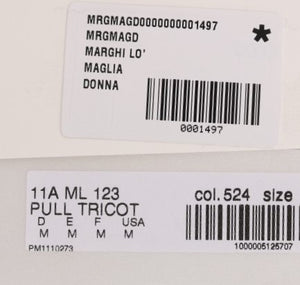 MRGMAGD0000000001497
MRGMAGD
MARGHI LO'
MAGLIA
DONNA
*
0001497
11A ML 123 col.524 size
PULL TRICOT
D E F USA
M M M M
PM1110273
1000005125707